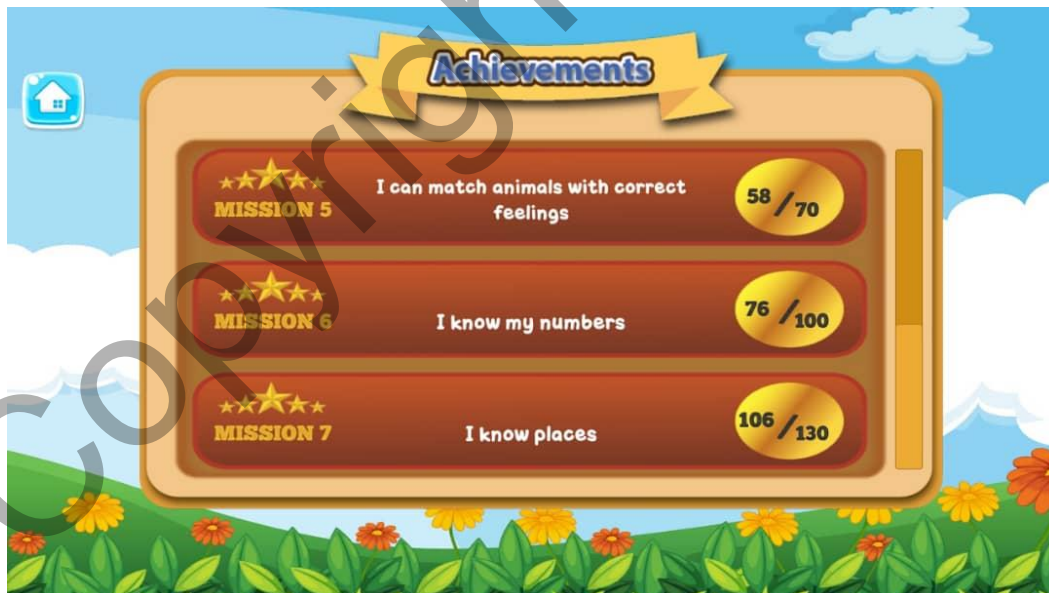 Achievements
MISSION 5
I can match animals with correct
feelings
58/70
MISSION 6
I know my numbers
76/100
MISSION 7
I know places
106/130
Copyright